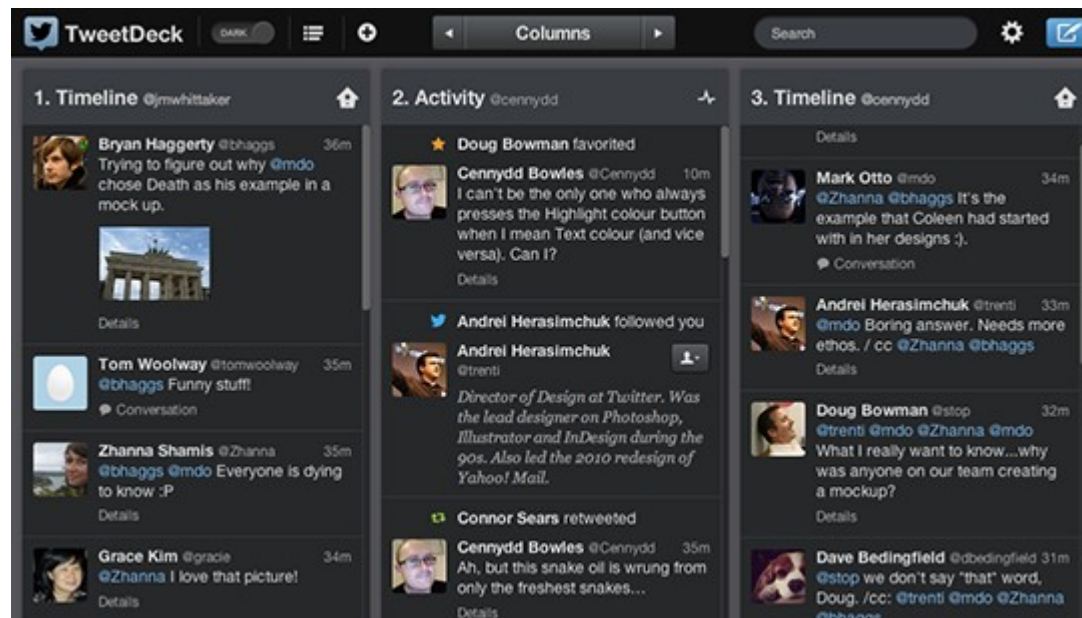 TweetDeck DARK Columns Search
1. Timeline @jmwhittaker
Bryan Haggerty @bhaggs 36m
Trying to figure out why @mdo
chose Death as his example in a
mock up.
Details
Tom Woolway @tomwoolway 35m
@bhaggs Funny stuff!
Conversation
Zhanna Shamis @Zhanna 35m
@bhaggs @mdo Everyone is dying
to know :P
Details
Grace Kim @gracie 34m
@Zhanna I love that picture!
Details
2. Activity @cennydd
Doug Bowman favorited
Cennydd Bowles @Cennydd 10m
I can't be the only one who always
presses the Highlight colour button
when I mean Text colour (and vice
versa). Can I?
Details
Andrei Herasimchuk followed you
Andrei Herasimchuk
@trenti
Director of Design at Twitter. Was
the lead designer on Photoshop,
Illustrator and InDesign during the
90s. Also led the 2010 redesign of
Yahoo! Mail.
Connor Sears retweeted
Cennydd Bowles @Cennydd 35m
Ah, but this snake oil is wrung from
only the freshest snakes...
Details
3. Timeline @cennydd
Details
Mark Otto @mdo 34m
@Zhanna @bhaggs It's the
example that Coleen had started
with in her designs :).
Conversation
Andrei Herasimchuk @trenti 33m
@mdo Boring answer. Needs more
ethos. / cc @Zhanna @bhaggs
Details
Doug Bowman @stop 32m
@trenti @mdo @Zhanna @mdo
What I really want to know...why
was anyone on our team creating
a mockup?
Details
Dave Bedingfield @dbedingfield 31m
@stop we don't say "that" word,
Doug. /cc: @trenti @mdo @Zhanna
@bhaggs